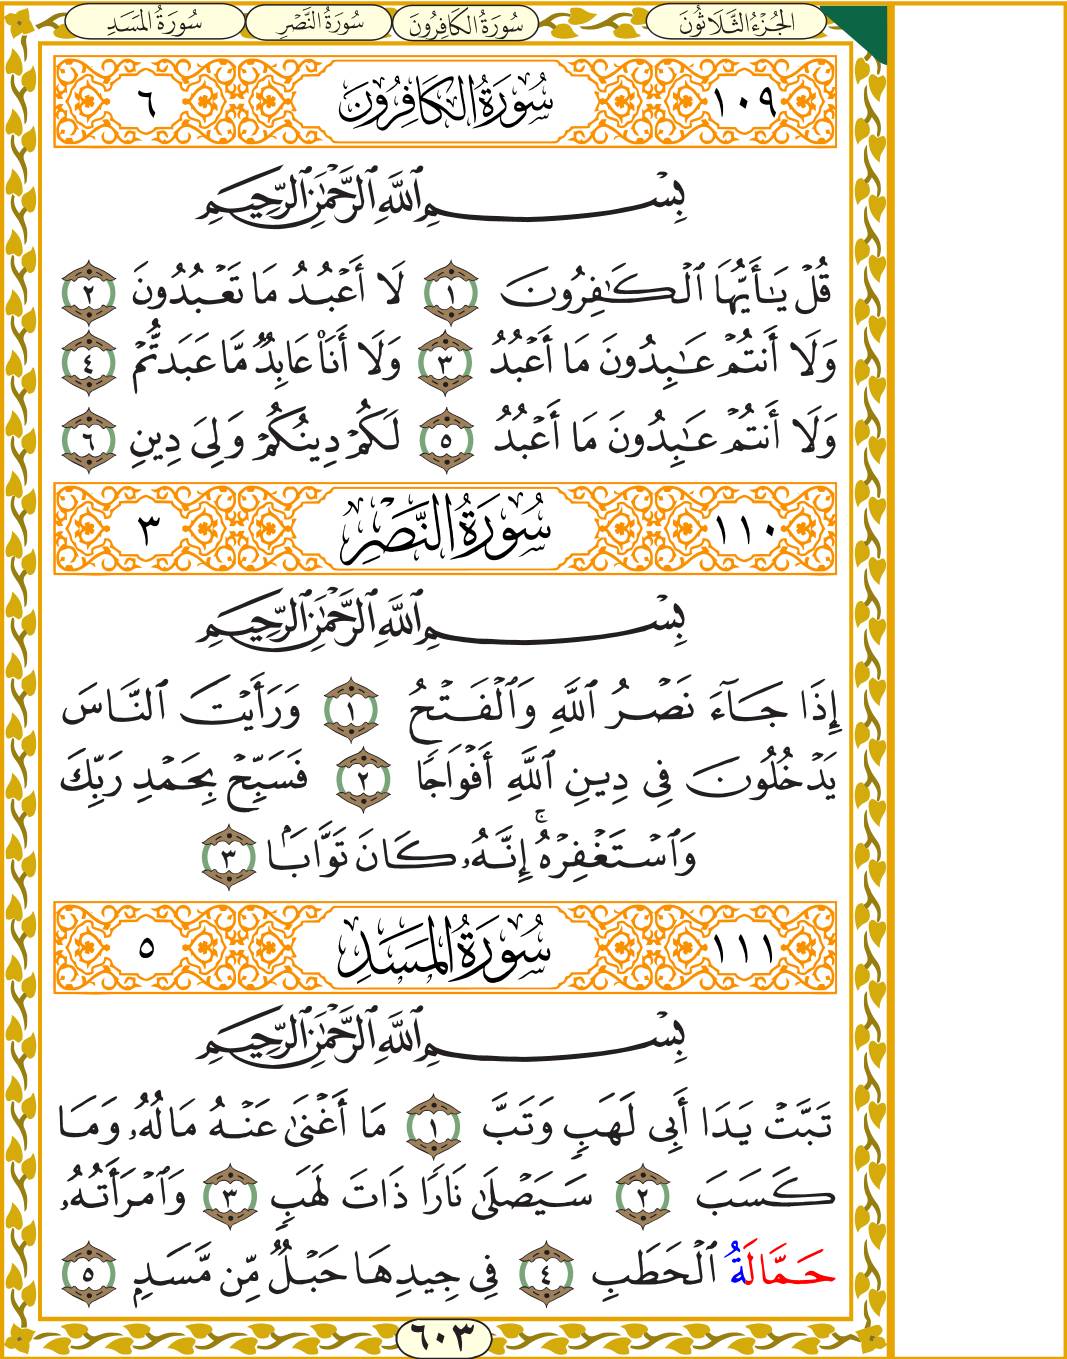 الجُزْءُ الثَّلَاثُونَ سُورَةُ الكَافِرُونَ سُورَةُ النَّصْرِ سُورَةُ المَسَدِ
١٠٩ سُورَةُ الكَافِرُونَ ٦
بِسْمِ ٱللَّهِ ٱلرَّحْمَٰنِ ٱلرَّحِيمِ
قُلْ يَٰٓأَيُّهَا ٱلْكَٰفِرُونَ ١ لَآ أَعْبُدُ مَا تَعْبُدُونَ ٢
وَلَآ أَنتُمْ عَٰبِدُونَ مَآ أَعْبُدُ ٣ وَلَآ أَنَا۠ عَابِدٌ مَّا عَبَدتُّمْ ٤
وَلَآ أَنتُمْ عَٰبِدُونَ مَآ أَعْبُدُ ٥ لَكُمْ دِينُكُمْ وَلِيَ دِينِ ٦
١١٠ سُورَةُ النَّصْرِ ٣
بِسْمِ ٱللَّهِ ٱلرَّحْمَٰنِ ٱلرَّحِيمِ
إِذَا جَآءَ نَصْرُ ٱللَّهِ وَٱلْفَتْحُ ١ وَرَأَيْتَ ٱلنَّاسَ
يَدْخُلُونَ فِي دِينِ ٱللَّهِ أَفْوَاجًا ٢ فَسَبِّحْ بِحَمْدِ رَبِّكَ
وَٱسْتَغْفِرْهُ ۚ إِنَّهُۥ كَانَ تَوَّابًۢا ٣
١١١ سُورَةُ المَسَدِ ٥
بِسْمِ ٱللَّهِ ٱلرَّحْمَٰنِ ٱلرَّحِيمِ
تَبَّتْ يَدَآ أَبِي لَهَبٍ وَتَبَّ ١ مَآ أَغْنَىٰ عَنْهُ مَالُهُۥ وَمَا
كَسَبَ ٢ سَيَصْلَىٰ نَارًا ذَاتَ لَهَبٍ ٣ وَٱمْرَأَتُهُۥ
حَمَّالَةُ ٱلْحَطَبِ ٤ فِي جِيدِهَا حَبْلٌ مِّن مَّسَدٍۭ ٥
٦٠٣